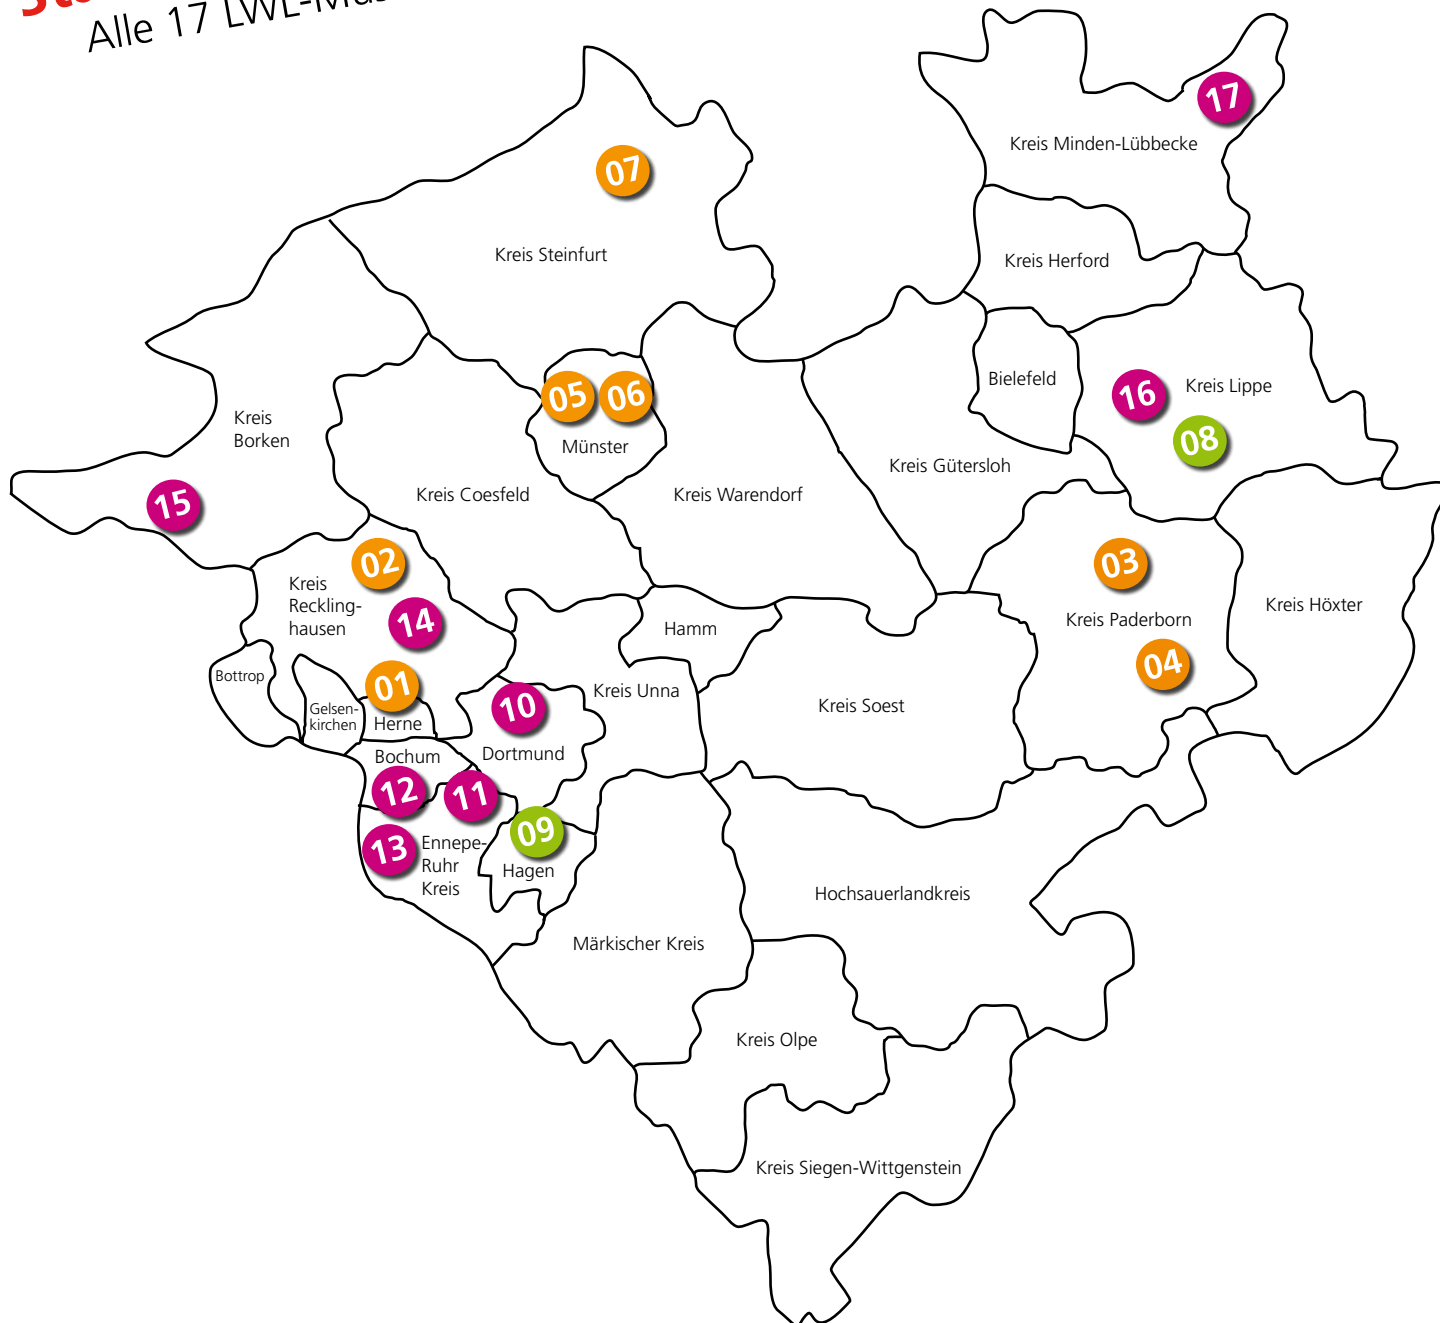 Alle 17
17
Kreis Minden-Lübbecke
07
Kreis Steinfurt
Kreis Herford
05
06
Münster
Bielefeld
16
Kreis Lippe
08
Kreis
Borken
15
Kreis Coesfeld
Kreis Warendorf
Kreis Gütersloh
02
Kreis
Reckling-
hausen
14
03
Kreis Paderborn
04
Kreis Höxter
Hamm
Bottrop
01
Gelsen-
kirchen
Herne
10
Dortmund
Kreis Unna
Kreis Soest
Bochum
12
11
13
Ennepe-
Ruhr
Kreis
09
Hagen
Hochsauerlandkreis
Märkischer Kreis
Kreis Olpe
Kreis Siegen-Wittgenstein